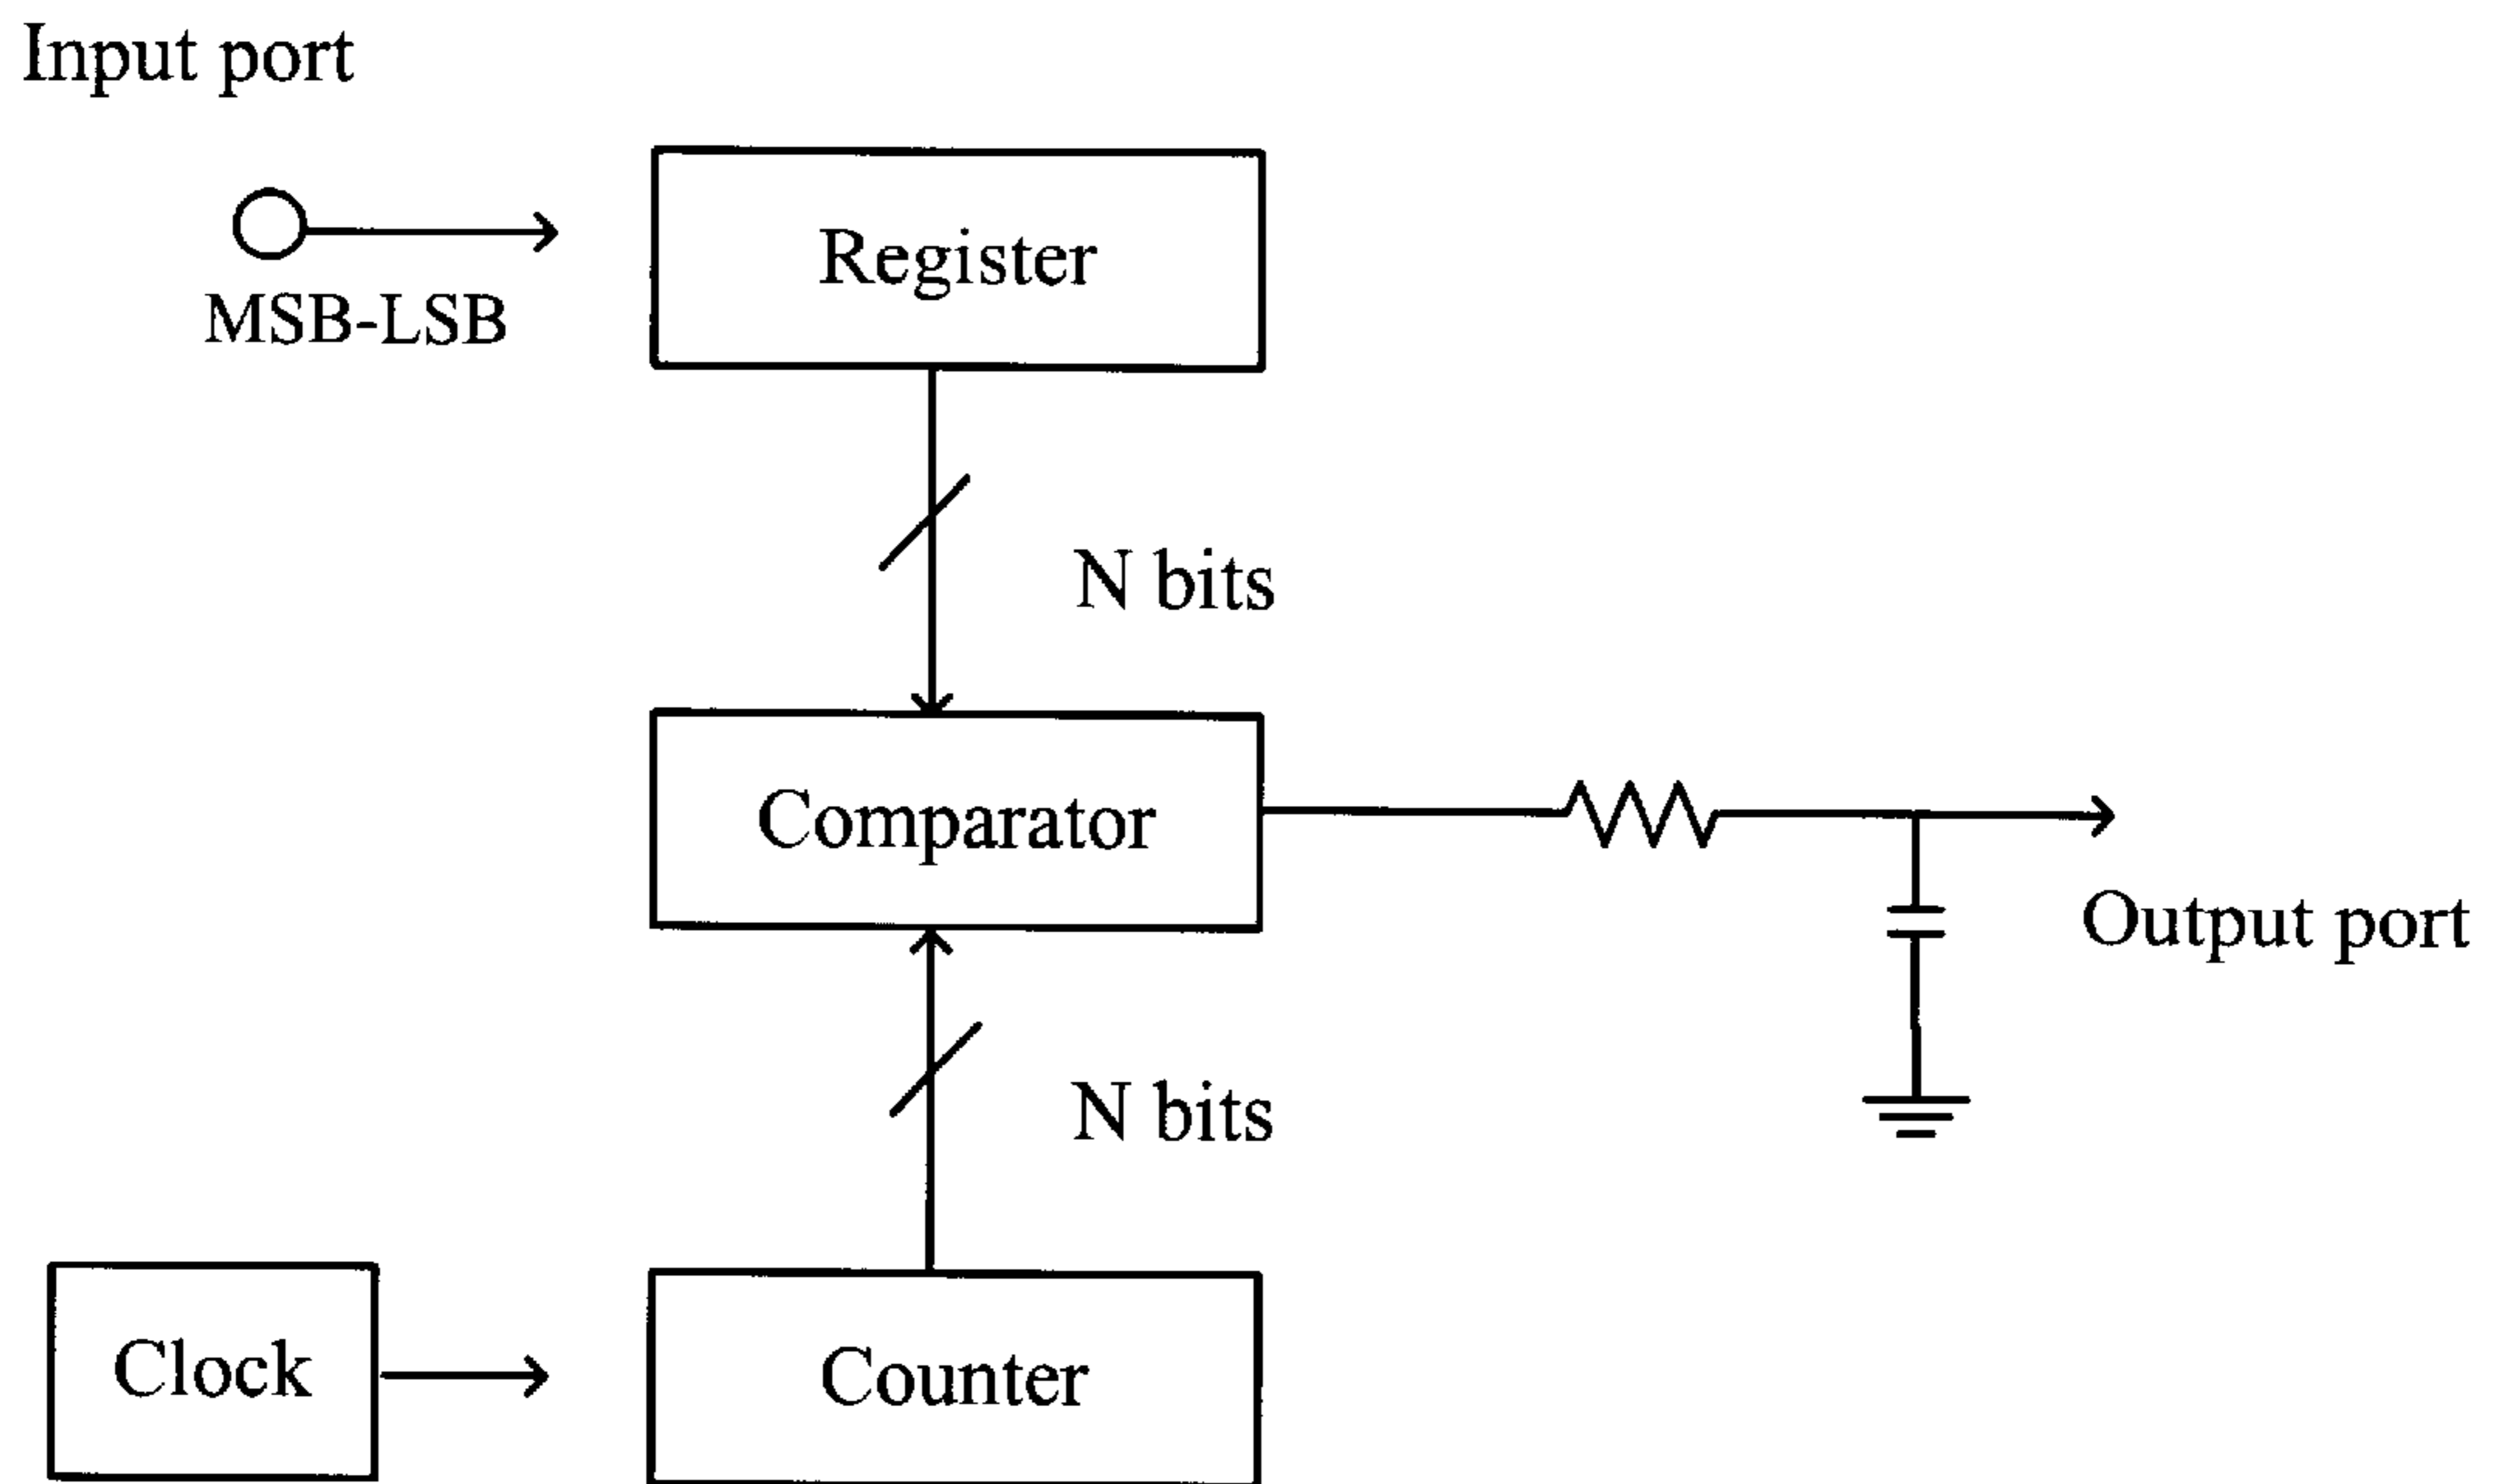 Input port
MSB-LSB
Register
N bits
Comparator
Output port
N bits
Clock
Counter